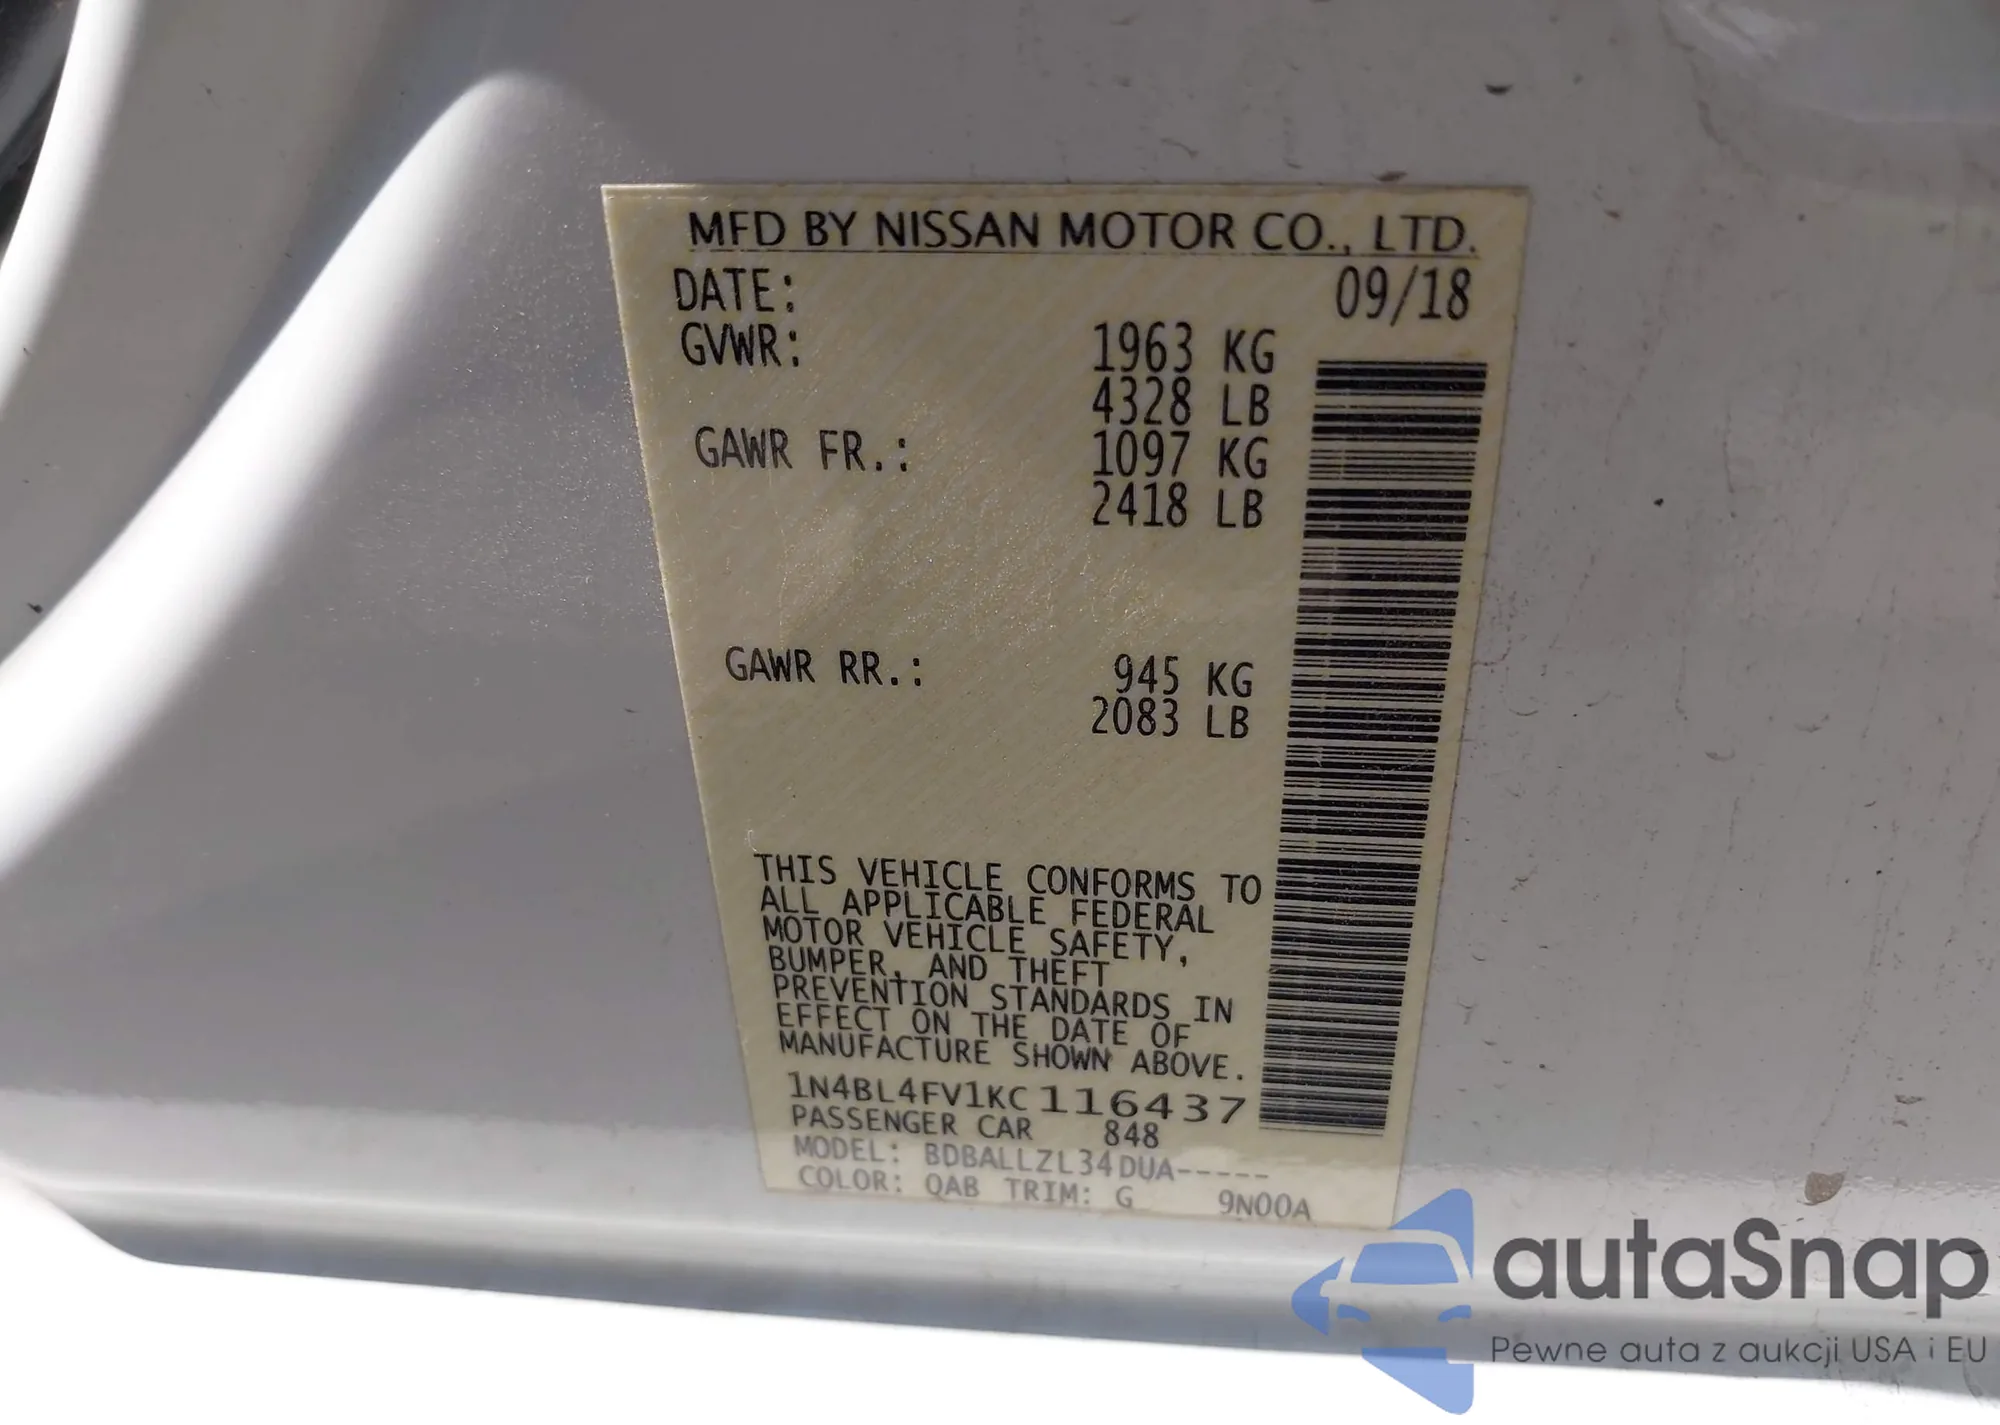 MFD BY NISSAN MOTOR CO., LTD.
DATE: 09/18
GVWR: 1963 KG
4328 LB
GAWR FR.: 1097 KG
2418 LB
GAWR RR.: 945 KG
2083 LB
THIS VEHICLE CONFORMS TO
ALL APPLICABLE FEDERAL
MOTOR VEHICLE SAFETY,
BUMPER, AND THEFT
PREVENTION STANDARDS IN
EFFECT ON THE DATE OF
MANUFACTURE SHOWN ABOVE.
1N4BL4FV1KC116437
PASSENGER CAR 848
MODEL: BDBALLZL34DUA-----
COLOR: QAB TRIM: G 9N00A
autaSnap
Pewne auta z aukcji USA i EU